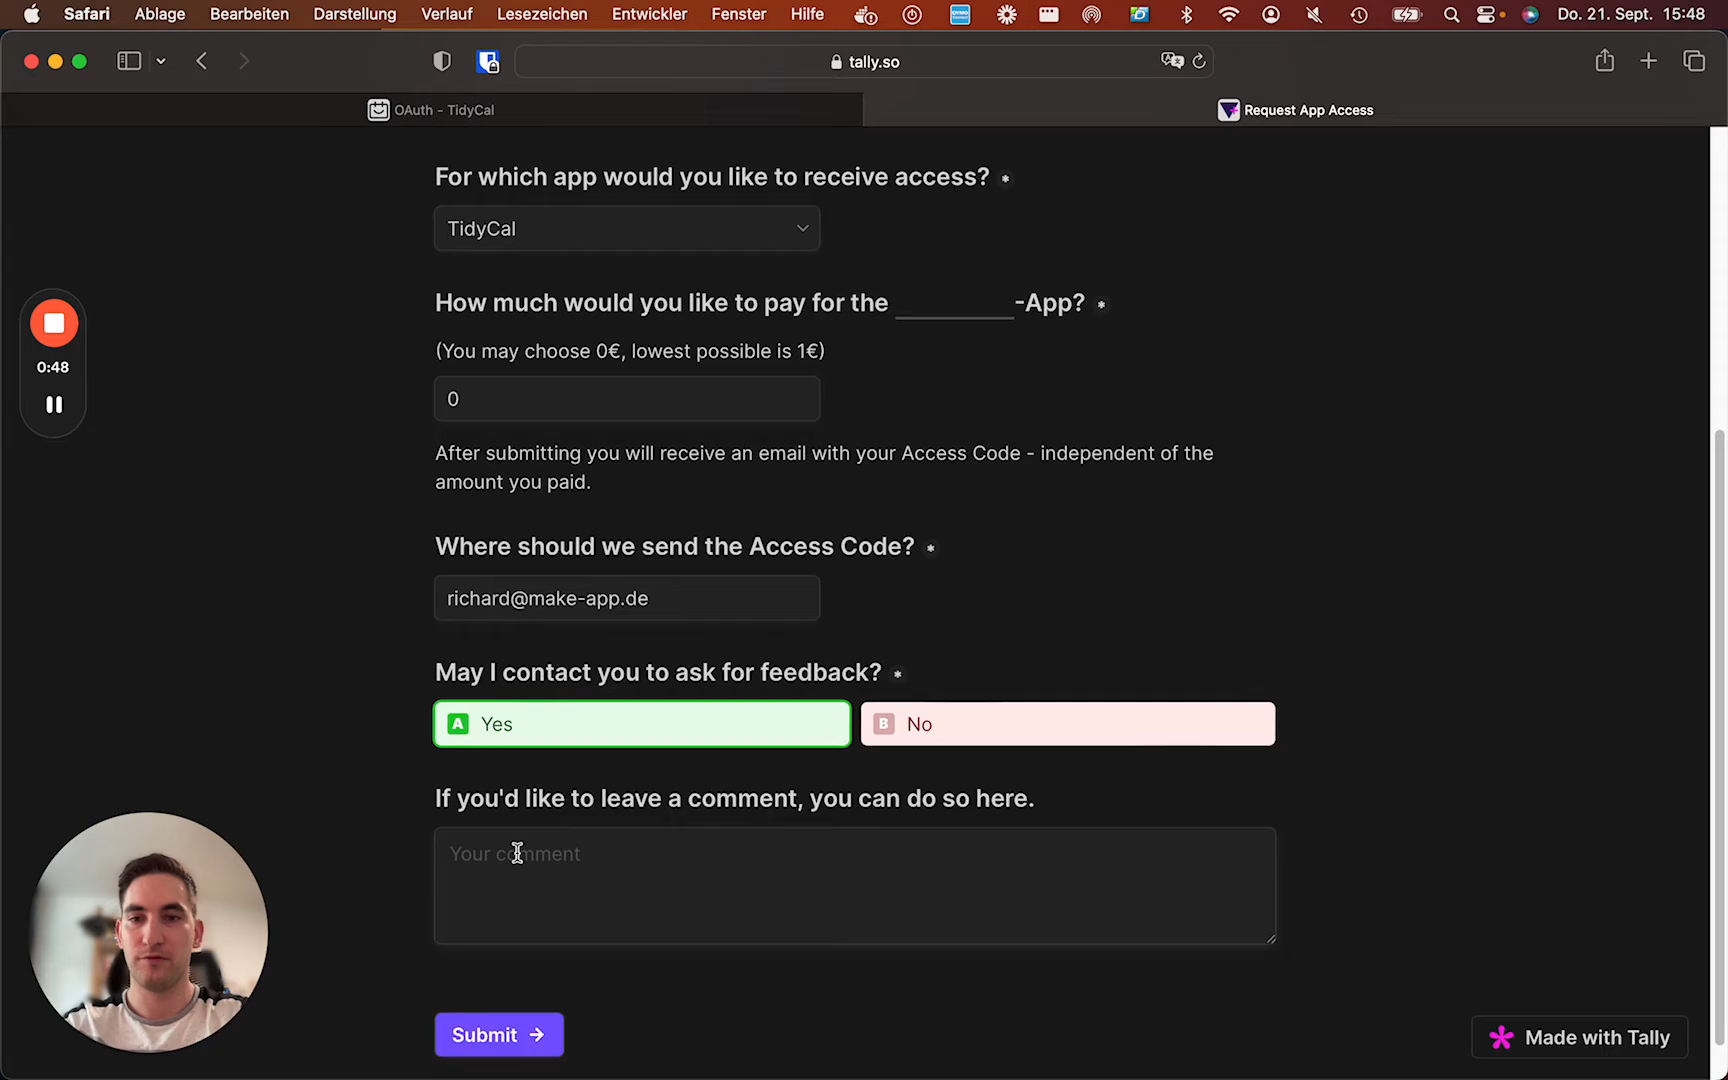 Safari Ablage Bearbeiten Darstellung Verlauf Lesezeichen Entwickler Fenster Hilfe Do. 21. Sept. 15:48
tally.so
OAuth - TidyCal
Request App Access
For which app would you like to receive access? *
TidyCal
How much would you like to pay for the -App? *
(You may choose 0€, lowest possible is 1€)
0
After submitting you will receive an email with your Access Code - independent of the
amount you paid.
Where should we send the Access Code? *
richard@make-app.de
May I contact you to ask for feedback? *
A Yes
B No
If you'd like to leave a comment, you can do so here.
Your comment
Submit →
Made with Tally
0:48